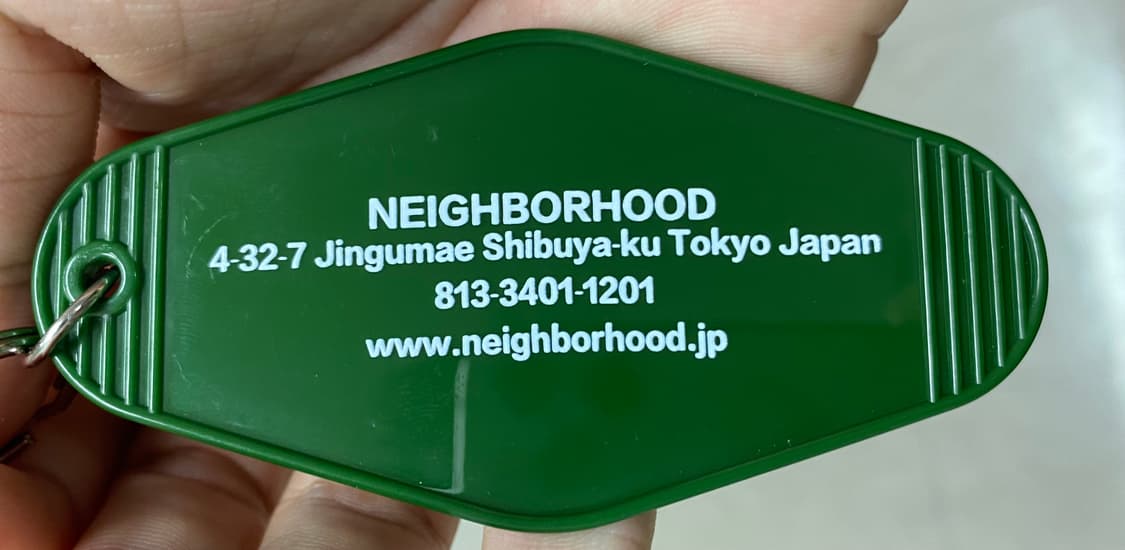 NEIGHBORHOOD
4-32-7 Jingumae Shibuya-ku Tokyo Japan
813-3401-1201
www.neighborhood.jp